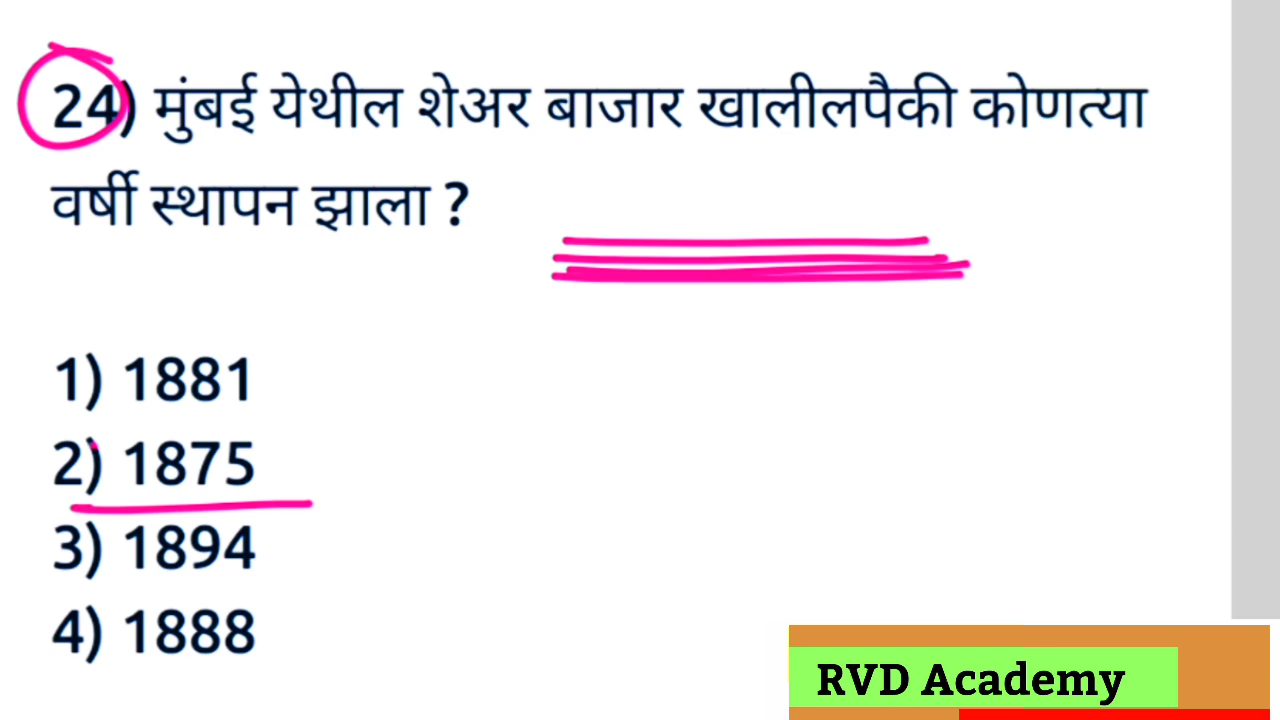 24) मुंबई येथील शेअर बाजार खालीलपैकी कोणत्या
वर्षी स्थापन झाला ?
1) 1881
2) 1875
3) 1894
4) 1888
RVD Academy